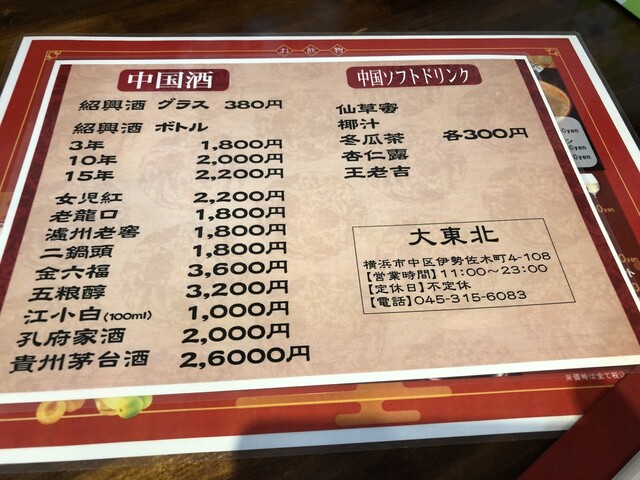 お飲物
中国酒
紹興酒 グラス 380円
紹興酒 ボトル
3年 1,800円
10年 2,000円
15年 2,200円
女児紅 2,200円
老龍口 1,800円
瀘州老窖 1,800円
二鍋頭 1,800円
金六福 3,600円
五粮醇 3,200円
江小白(100ml) 1,000円
孔府家酒 2,000円
貴州茅台酒 2,6000円
中国ソフトドリンク
仙草蜜
椰汁
冬瓜茶 各300円
杏仁露
王老吉
大東北
横浜市中区伊勢佐木町4-108
【営業時間】11:00～23:00
【定休日】不定休
【電話】045-315-6083
※価格は全て税